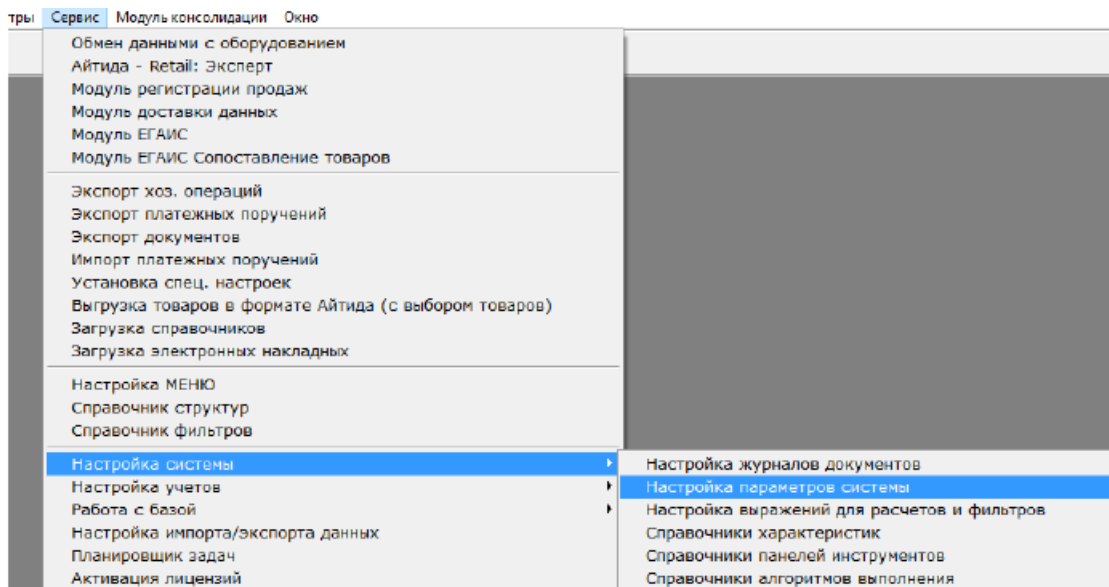 тры Сервис Модуль консолидации Окно
Обмен данными с оборудованием
Айтида - Retail: Эксперт
Модуль регистрации продаж
Модуль доставки данных
Модуль ЕГАИС
Модуль ЕГАИС Сопоставление товаров
Экспорт хоз. операций
Экспорт платежных поручений
Экспорт документов
Импорт платежных поручений
Установка спец. настроек
Выгрузка товаров в формате Айтида (с выбором товаров)
Загрузка справочников
Загрузка электронных накладных
Настройка МЕНЮ
Справочник структур
Справочник фильтров
Настройка системы
Настройка учетов
Работа с базой
Настройка импорта/экспорта данных
Планировщик задач
Активация лицензий
Настройка журналов документов
Настройка параметров системы
Настройка выражений для расчетов и фильтров
Справочники характеристик
Справочники панелей инструментов
Справочники алгоритмов выполнения